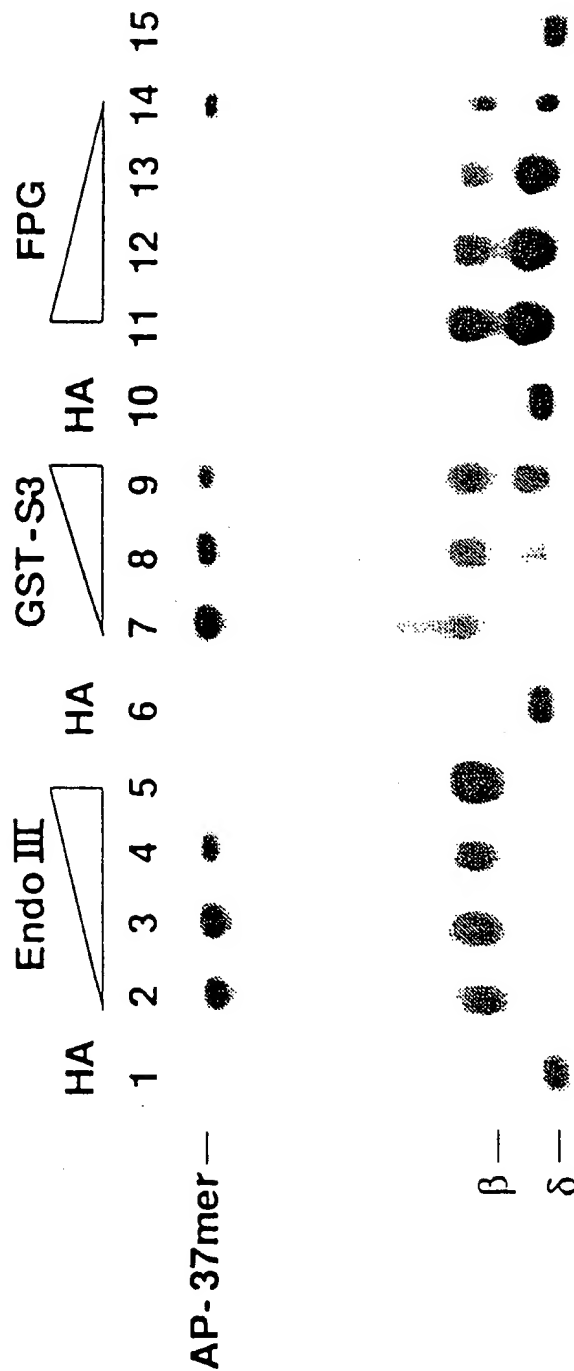 HA Endo III HA GST-S3 HA FPG
1 2 3 4 5 6 7 8 9 10 11 12 13 14 15
AP-37mer —
β —
δ —